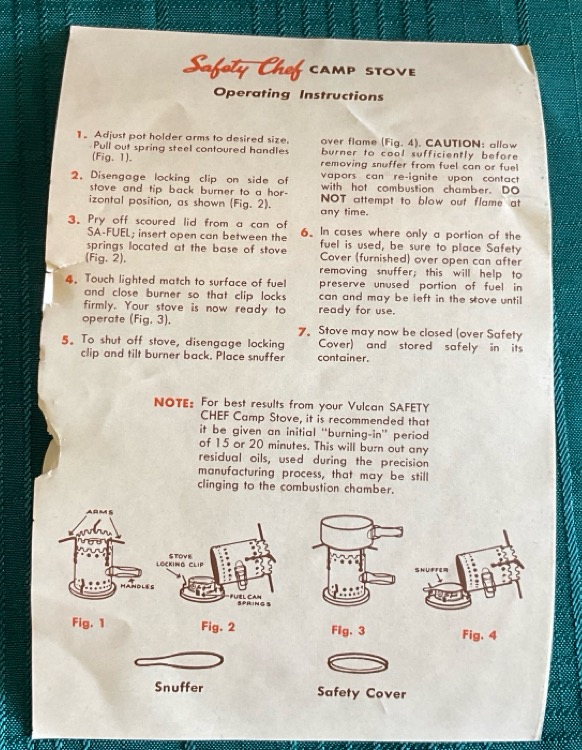 Safety Chef CAMP STOVE
Operating Instructions
1. Adjust pot holder arms to desired size.
Pull out spring steel contoured handles
(Fig. 1).
2. Disengage locking clip on side of
stove and tip back burner to a hor-
izontal position, as shown (Fig. 2).
3. Pry off scoured lid from a can of
SA-FUEL; insert open can between the
springs located at the base of stove
(Fig. 2).
4. Touch lighted match to surface of fuel
and close burner so that clip locks
firmly. Your stove is now ready to
operate (Fig. 3).
5. To shut off stove, disengage locking
clip and tilt burner back. Place snuffer
over flame (Fig. 4). CAUTION: allow
burner to cool sufficiently before
removing snuffer from fuel can or fuel
vapors can re-ignite upon contact
with hot combustion chamber. DO
NOT attempt to blow out flame at
any time.
6. In cases where only a portion of the
fuel is used, be sure to place Safety
Cover (furnished) over open can after
removing snuffer; this will help to
preserve unused portion of fuel in
can and may be left in the stove until
ready for use.
7. Stove may now be closed (over Safety
Cover) and stored safely in its
container.
NOTE: For best results from your Vulcan SAFETY
CHEF Camp Stove, it is recommended that
it be given an initial "burning-in" period
of 15 or 20 minutes. This will burn out any
residual oils, used during the precision
manufacturing process, that may be still
clinging to the combustion chamber.
ARMS
HANDLES
Fig. 1
STOVE
LOCKING CLIP
FUEL CAN
SPRINGS
Fig. 2
Fig. 3
SNUFFER
Fig. 4
Snuffer
Safety Cover